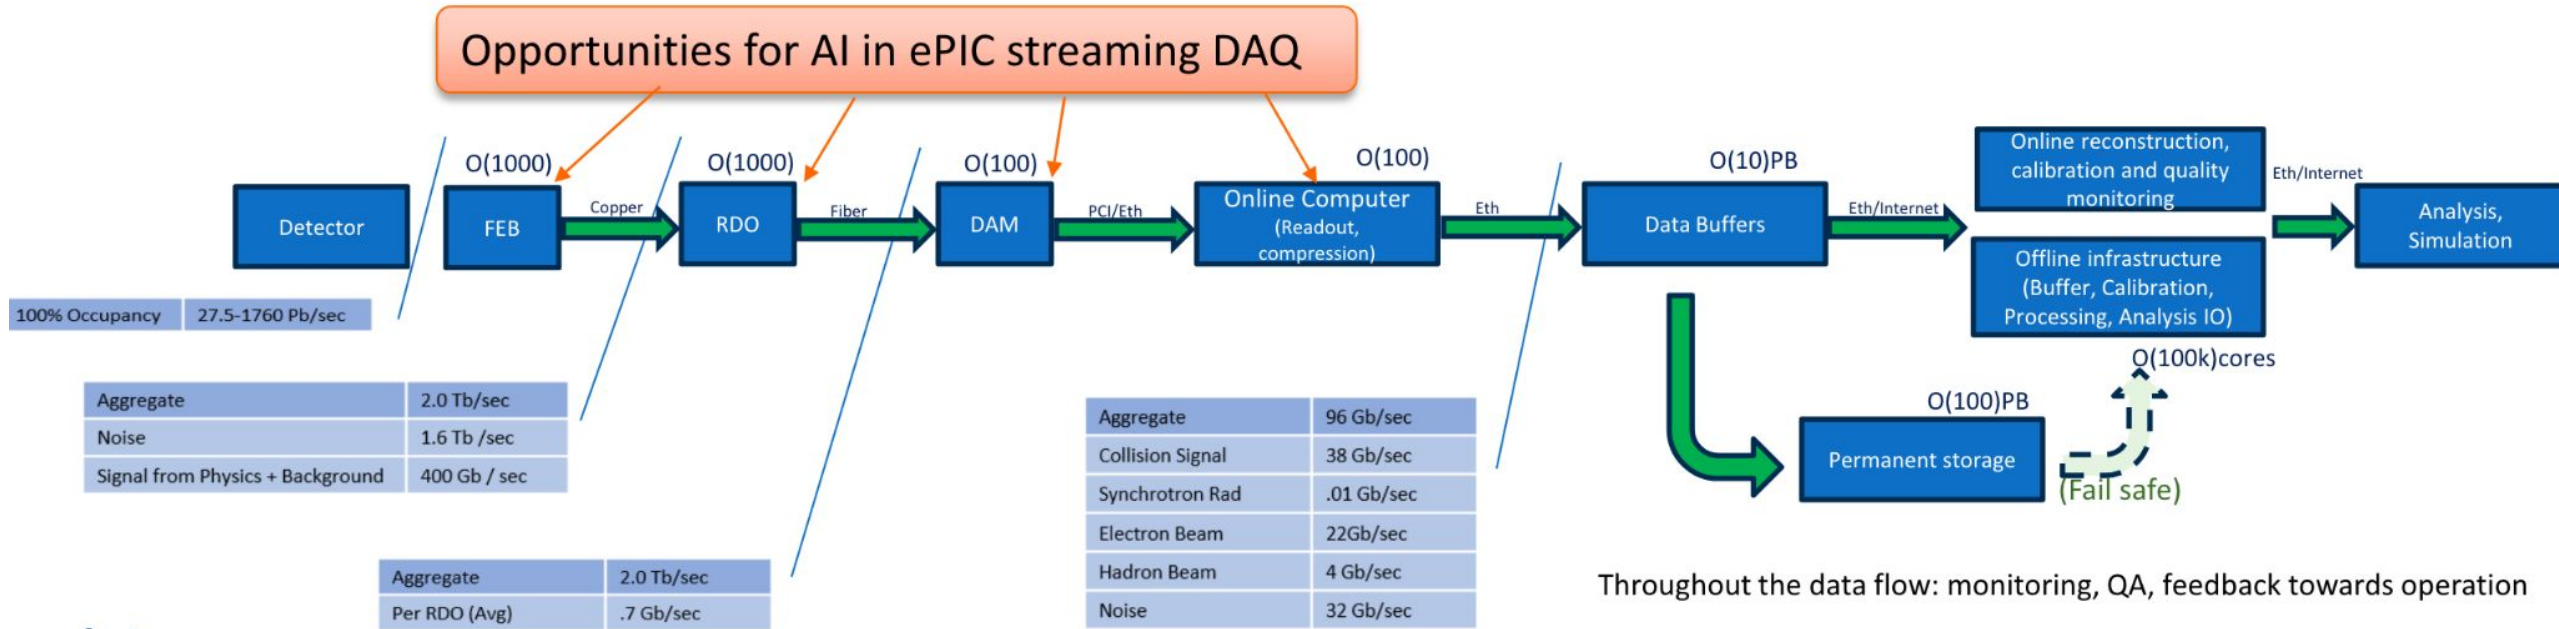 Opportunities for AI in ePIC streaming DAQ
O(1000)
O(1000)
O(100)
O(100)
O(10)PB
Detector
FEB
Copper
RDO
Fiber
DAM
PCI/Eth
Online Computer
(Readout,
compression)
Eth
Data Buffers
Eth/Internet
Online reconstruction,
calibration and quality
monitoring
Offline infrastructure
(Buffer, Calibration,
Processing, Analysis IO)
Eth/Internet
Analysis,
Simulation
O(100k)cores
O(100)PB
Permanent storage
(Fail safe)
100% Occupancy 27.5-1760 Pb/sec
Aggregate 2.0 Tb/sec
Noise 1.6 Tb /sec
Signal from Physics + Background 400 Gb / sec
Aggregate 2.0 Tb/sec
Per RDO (Avg) .7 Gb/sec
Aggregate 96 Gb/sec
Collision Signal 38 Gb/sec
Synchrotron Rad .01 Gb/sec
Electron Beam 22Gb/sec
Hadron Beam 4 Gb/sec
Noise 32 Gb/sec
Throughout the data flow: monitoring, QA, feedback towards operation